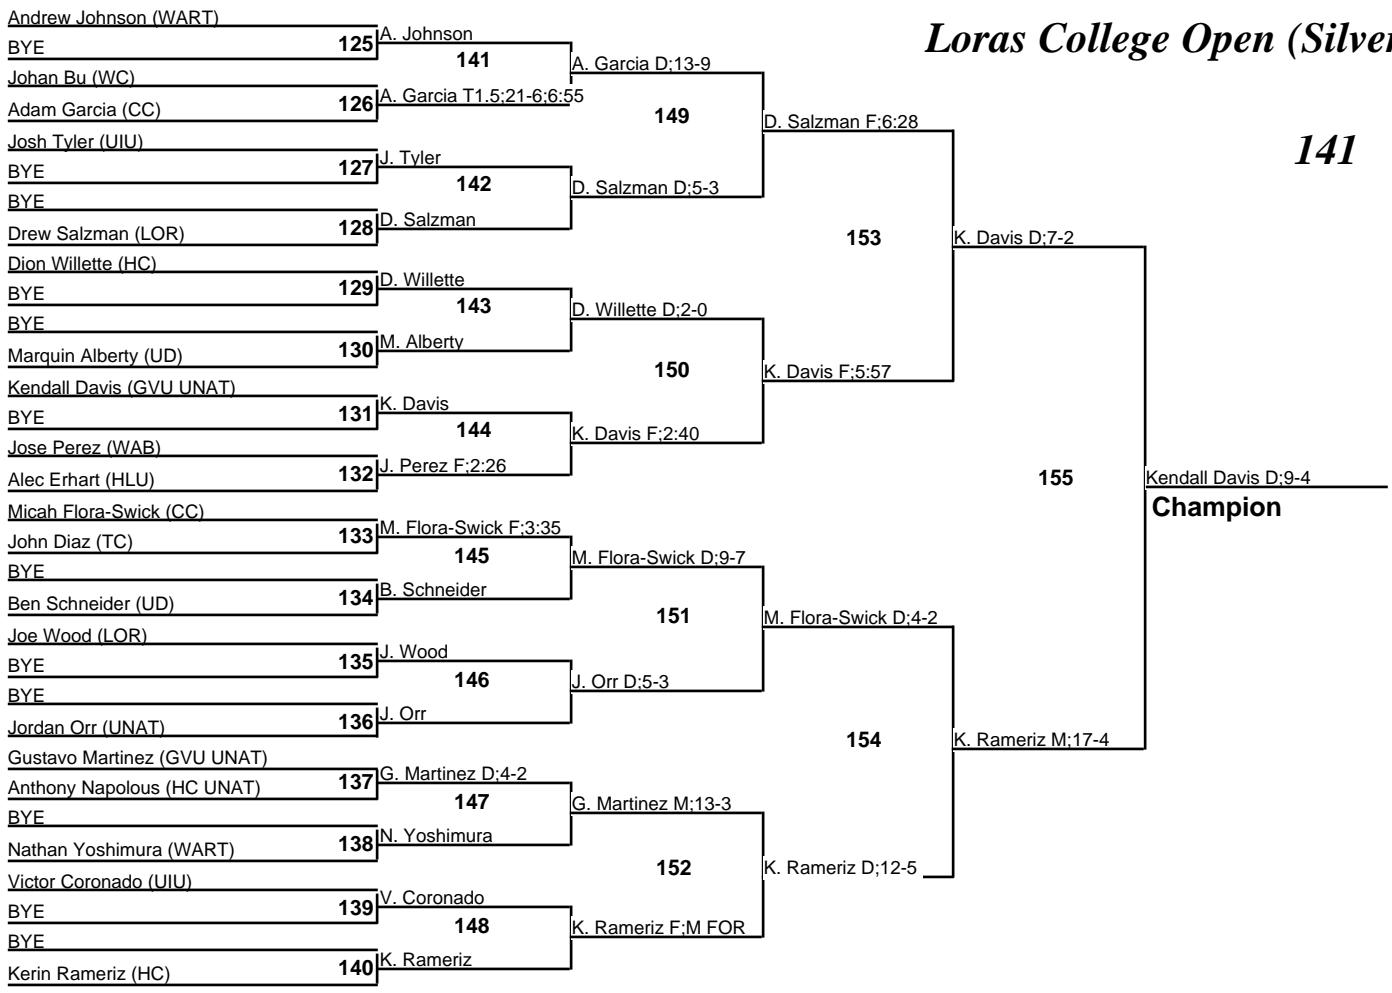 Loras College Open (Silver
141
Andrew Johnson (WART)
BYE
Johan Bu (WC)
Adam Garcia (CC)
Josh Tyler (UIU)
BYE
BYE
Drew Salzman (LOR)
Dion Willette (HC)
BYE
BYE
Marquin Alberty (UD)
Kendall Davis (GVU UNAT)
BYE
Jose Perez (WAB)
Alec Erhart (HLU)
Micah Flora-Swick (CC)
John Diaz (TC)
BYE
Ben Schneider (UD)
Joe Wood (LOR)
BYE
BYE
Jordan Orr (UNAT)
Gustavo Martinez (GVU UNAT)
Anthony Napolous (HC UNAT)
BYE
Nathan Yoshimura (WART)
Victor Coronado (UIU)
BYE
BYE
Kerin Rameriz (HC)
125
126
127
128
129
130
131
132
133
134
135
136
137
138
139
140
A. Johnson
141
A. Garcia T1.5;21-6;6:55
J. Tyler
142
D. Salzman
D. Willette
143
M. Alberty
K. Davis
144
J. Perez F;2:26
M. Flora-Swick F;3:35
145
B. Schneider
J. Wood
146
J. Orr
G. Martinez D;4-2
147
N. Yoshimura
V. Coronado
148
K. Rameriz
A. Garcia D;13-9
149
D. Salzman D;5-3
D. Willette D;2-0
150
K. Davis F;2:40
M. Flora-Swick D;9-7
151
J. Orr D;5-3
G. Martinez M;13-3
152
K. Rameriz F;M FOR
D. Salzman F;6:28
153
K. Davis F;5:57
M. Flora-Swick D;4-2
154
K. Rameriz D;12-5
K. Davis D;7-2
155
K. Rameriz M;17-4
Kendall Davis D;9-4
Champion